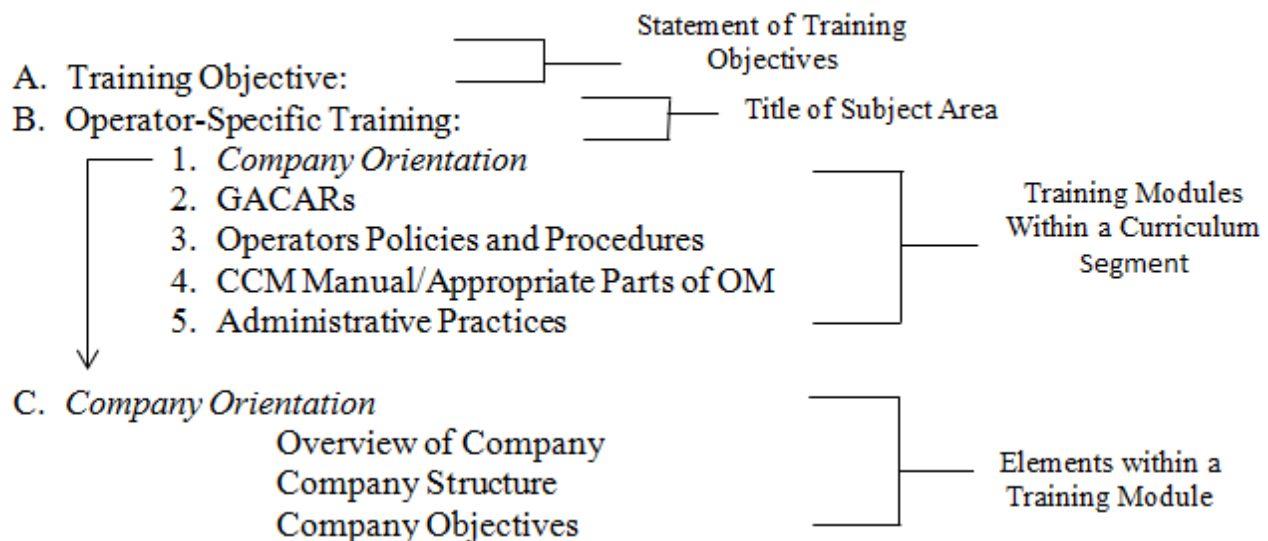 Statement of Training
Objectives
A. Training Objective:
B. Operator-Specific Training:
Title of Subject Area
1. Company Orientation
2. GACARs
3. Operators Policies and Procedures
4. CCM Manual/Appropriate Parts of OM
5. Administrative Practices
Training Modules
Within a Curriculum
Segment
C. Company Orientation
Overview of Company
Company Structure
Company Objectives
Elements within a
Training Module